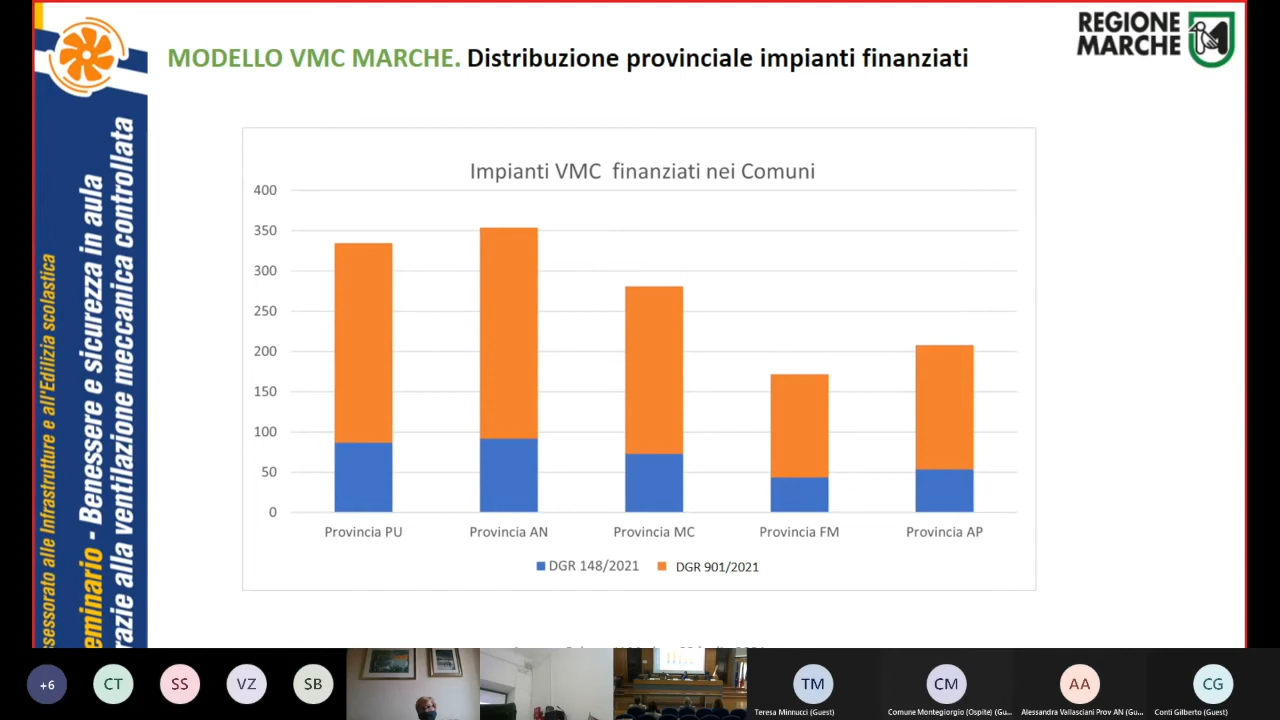 MODELLO VMC MARCHE. Distribuzione provinciale impianti finanziati
REGIONE
MARCHE
ssessorato alle Infrastrutture e all'Edilizia scolastica
eminario - Benessere e sicurezza in aula
razie alla ventilazione meccanica controllata
Impianti VMC finanziati nei Comuni
400
350
300
250
200
150
100
50
0
Provincia PU
Provincia AN
Provincia MC
Provincia FM
Provincia AP
DGR 148/2021
DGR 901/2021
+6
CT
SS
VZ
SB
TM
CM
AA
CG
Teresa Minnucci (Guest)
Comune Montegiorgio (Ospite) (Gu...
Alessandra Vallasciani Prov AN (Gu...
Conti Gilberto (Guest)